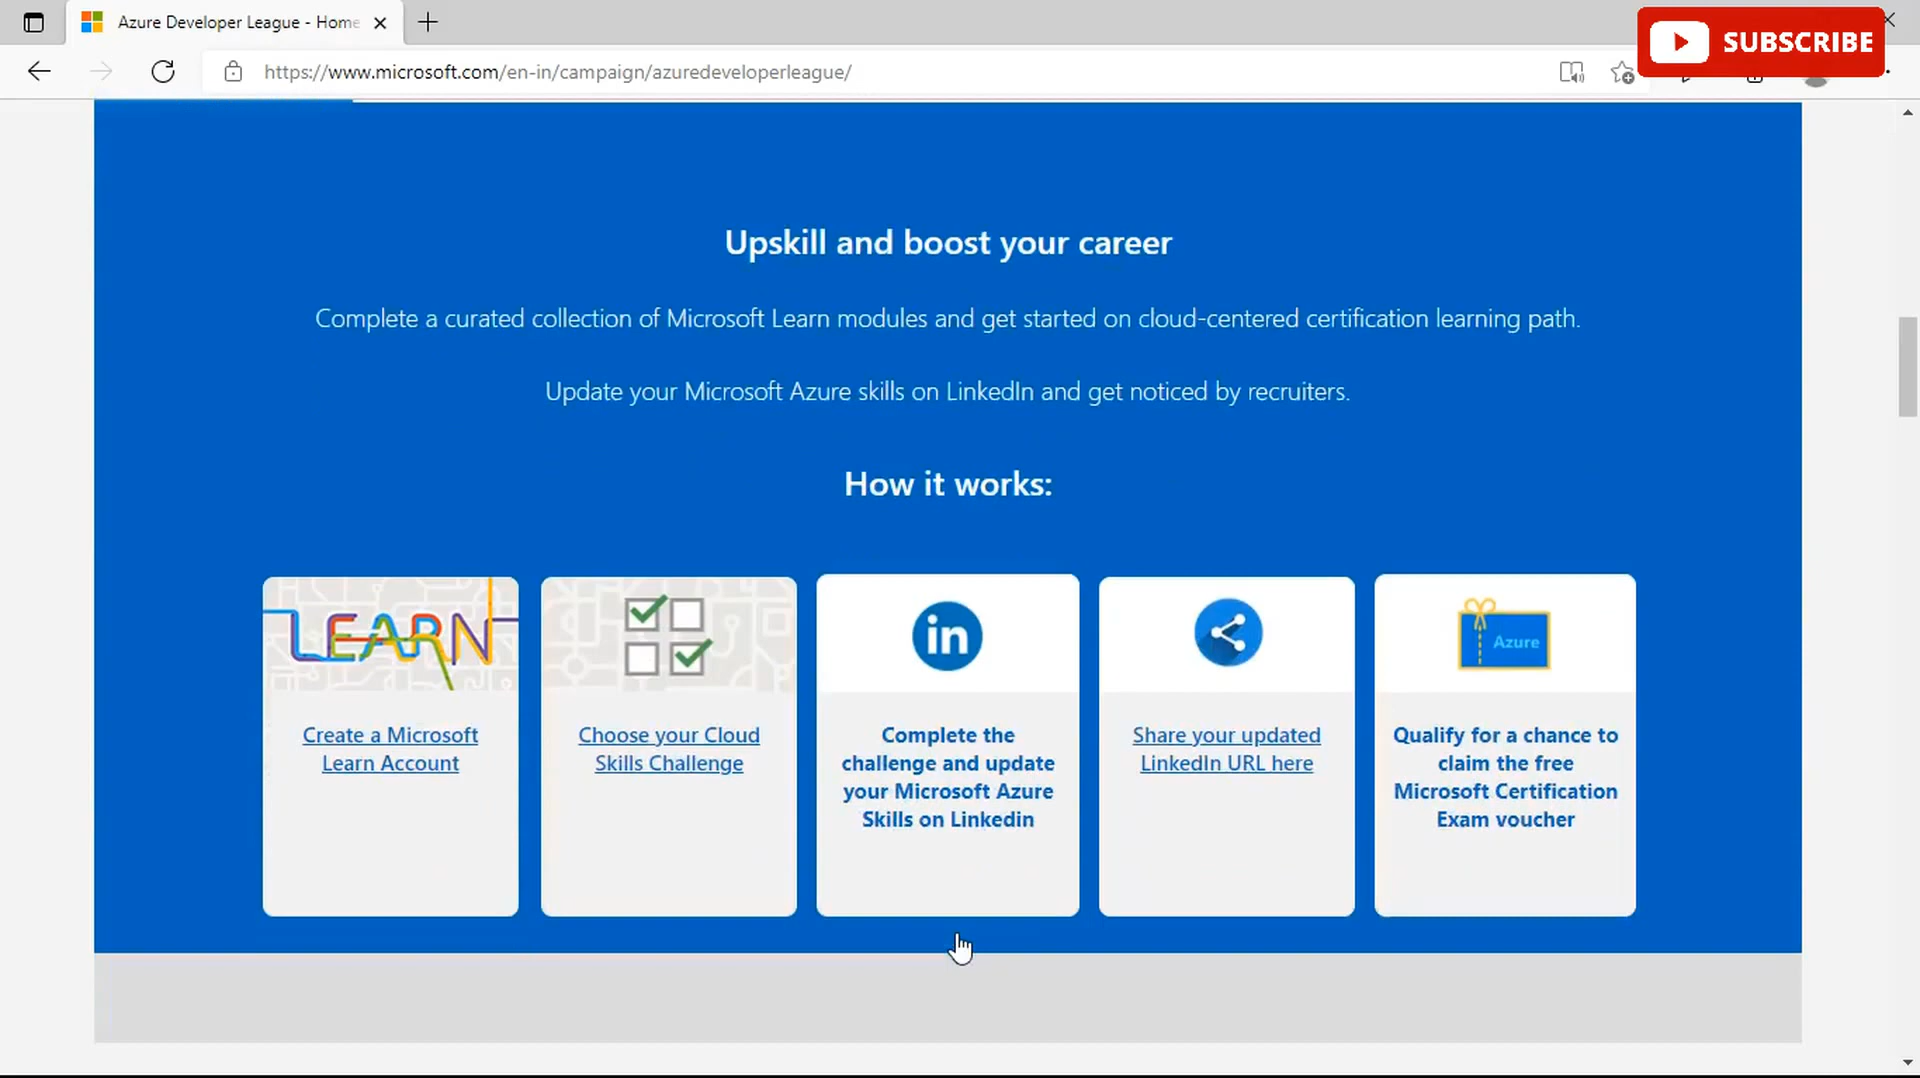 Azure Developer League - Home
SUBSCRIBE
https://www.microsoft.com/en-in/campaign/azuredeveloperleague/
Upskill and boost your career
Complete a curated collection of Microsoft Learn modules and get started on cloud-centered certification learning path.
Update your Microsoft Azure skills on LinkedIn and get noticed by recruiters.
How it works:
LEARN
Create a Microsoft
Learn Account
Choose your Cloud
Skills Challenge
in
Complete the
challenge and update
your Microsoft Azure
Skills on Linkedin
Share your updated
LinkedIn URL here
Azure
Qualify for a chance to
claim the free
Microsoft Certification
Exam voucher